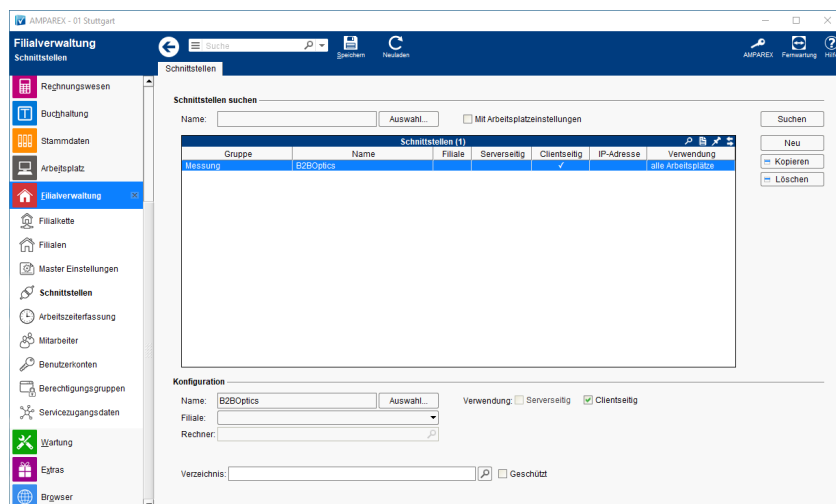 AMPAREX - 01 Stuttgart
Filialverwaltung
Schnittstellen
Suche
Speichern
Neuladen
AMPAREX
Fernwartung
Schnittstellen
Rechnungswesen
Buchhaltung
Stammdaten
Arbeitsplatz
Filialverwaltung
Filialkette
Filialen
Master Einstellungen
Schnittstellen
Arbeitszeiterfassung
Mitarbeiter
Benutzerkonten
Berechtigungsgruppen
Servicezugangsdaten
Wartung
Extras
Browser
Schnittstellen suchen
Name: Auswahl... Mit Arbeitsplatzeinstellungen Suchen
Schnittstellen (1)
Neu
Kopieren
Löschen
Gruppe Name Filiale Serverseitig Clientseitig IP-Adresse Verwendung
Messung B2BOptics ✓ alle Arbeitsplätze
Konfiguration
Name: B2BOptics Auswahl... Verwendung: Serverseitig Clientseitig
Filiale:
Rechner:
Verzeichnis: Geschützt